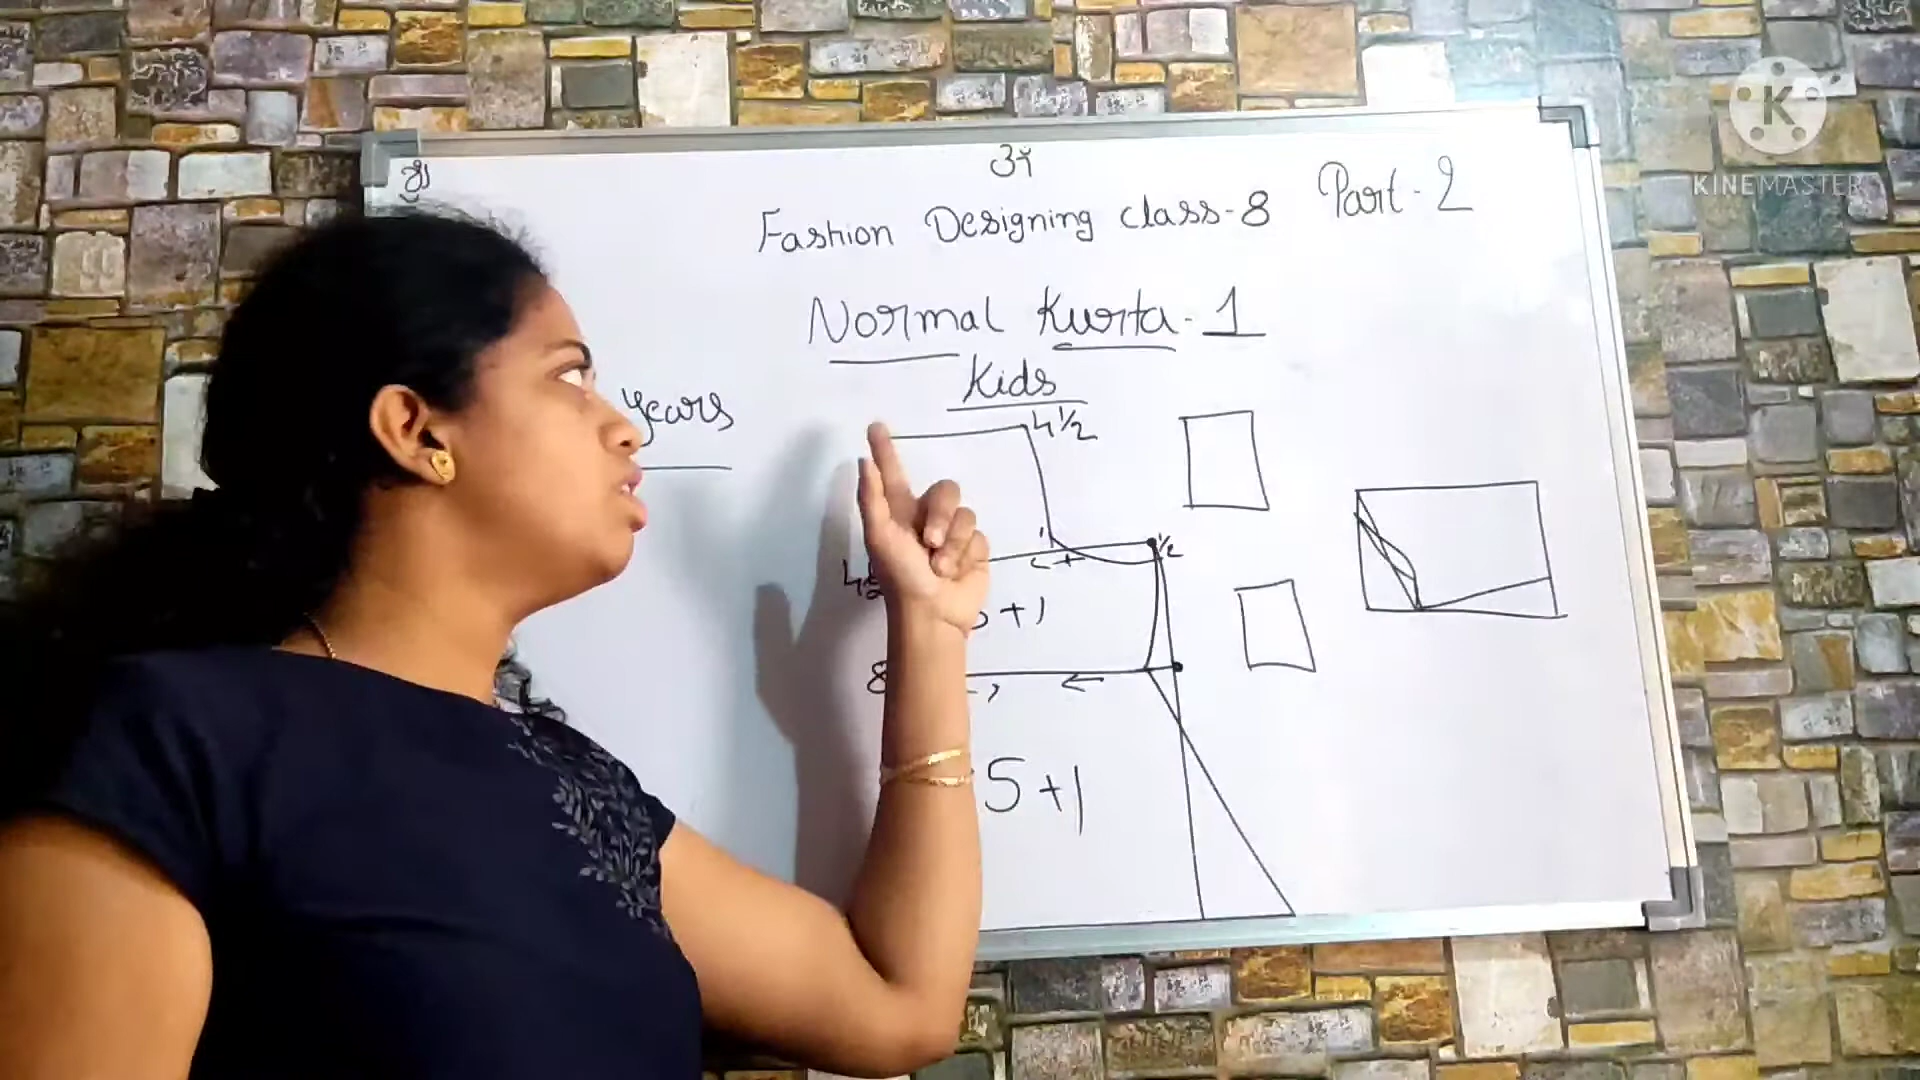 KINEMASTER
Fashion Designing class-8 Part-2
Normal Kurta-1
Kids
years
4½
½
+1
8
5+1